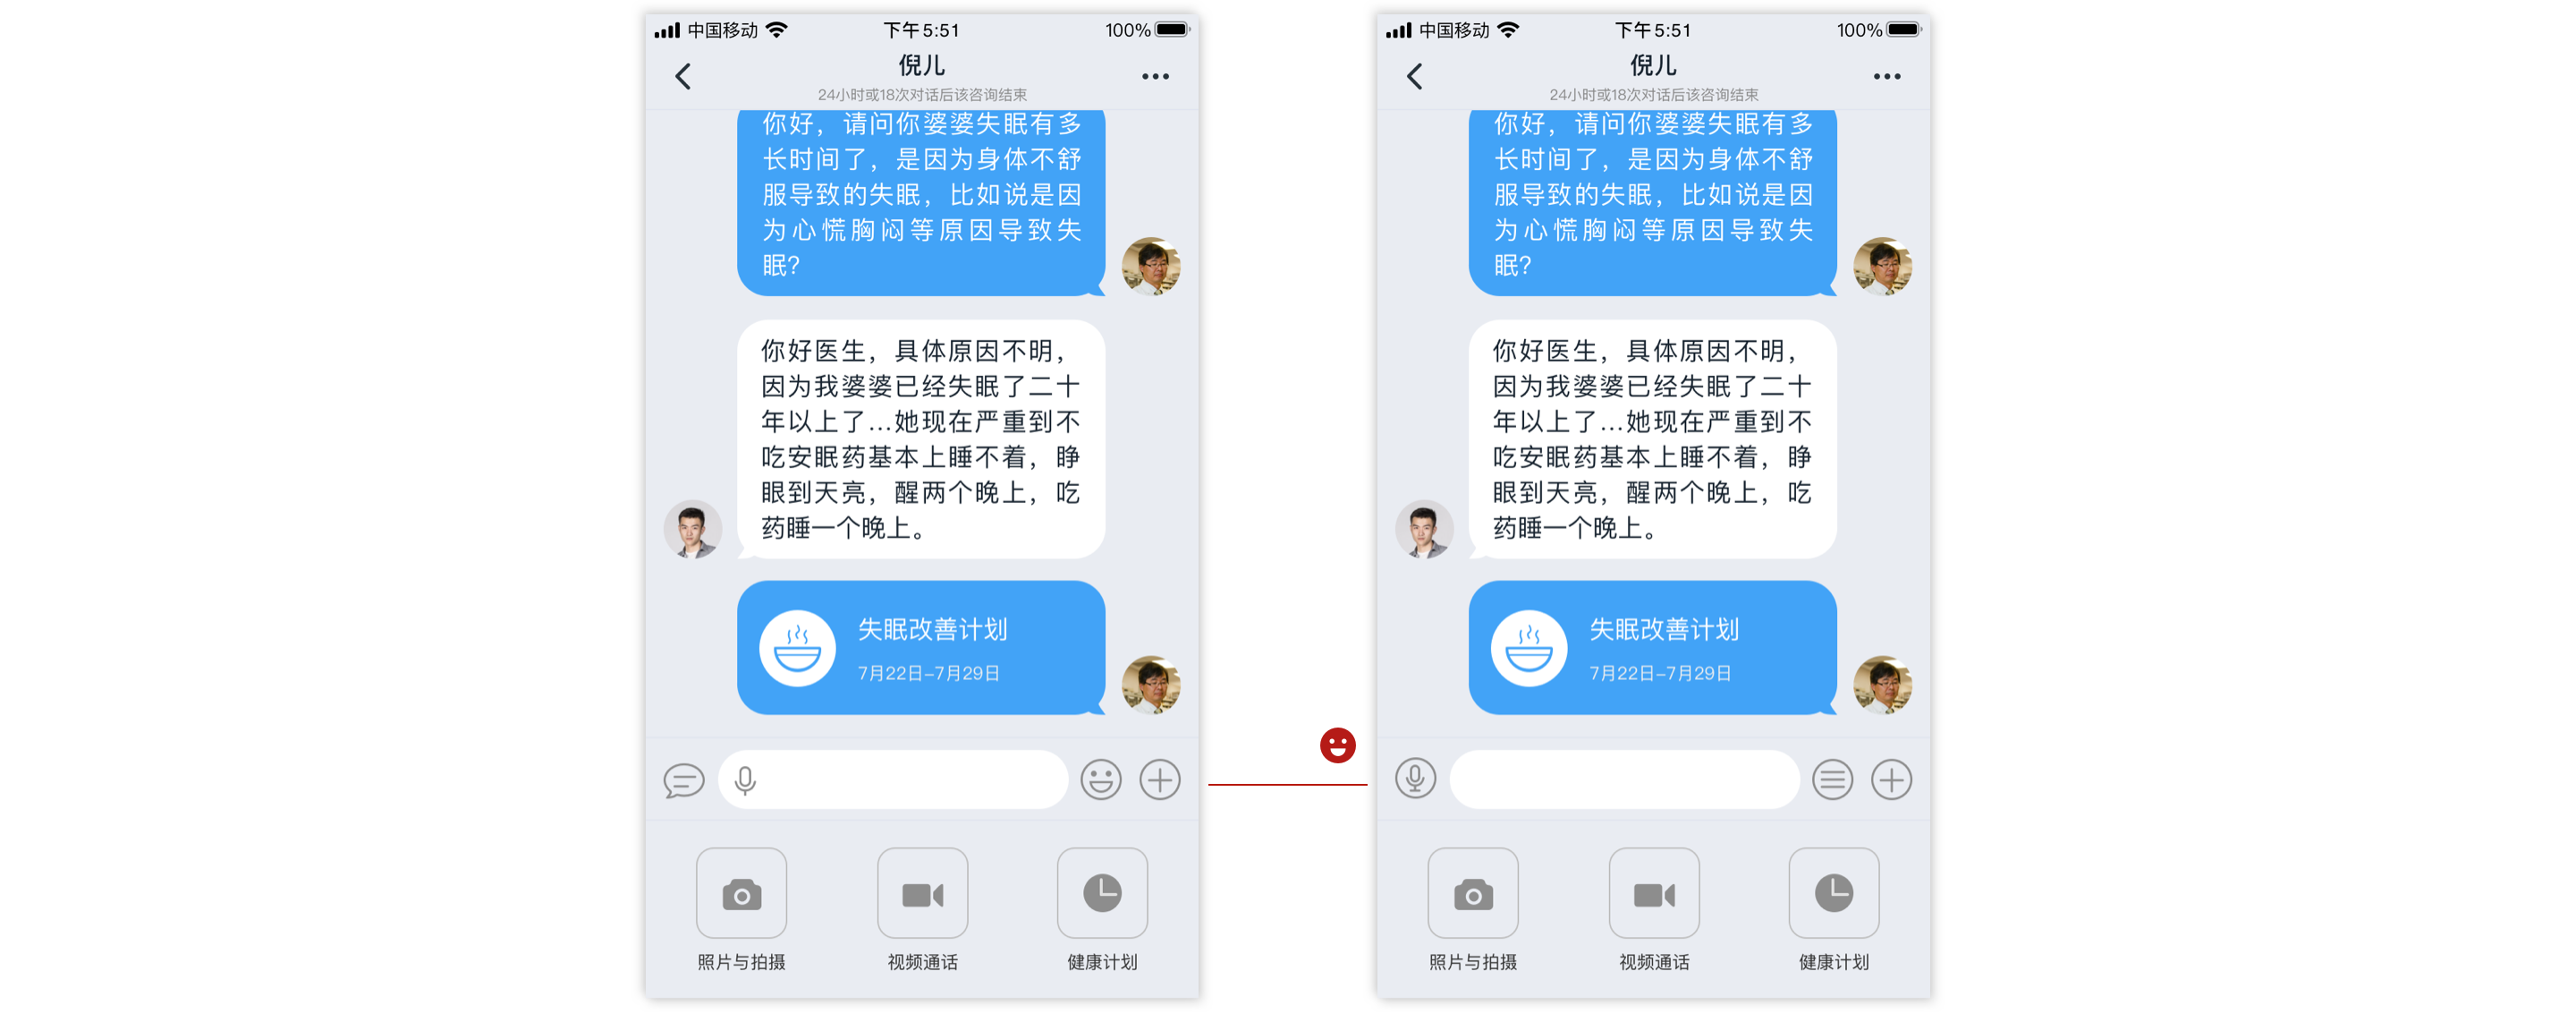 中国移动 下午5:51 100%
倪儿
24小时或18次对话后该咨询结束
你好，请问你婆婆失眠有多
长时间了，是因为身体不舒
服导致的失眠，比如说是因
为心慌胸闷等原因导致失
眠？
你好医生，具体原因不明，
因为我婆婆已经失眠了二十
年以上了...她现在严重到不
吃安眠药基本上睡不着，睁
眼到天亮，醒两个晚上，吃
药睡一个晚上。
失眠改善计划
7月22日-7月29日
照片与拍摄 视频通话 健康计划
中国移动 下午5:51 100%
倪儿
24小时或18次对话后该咨询结束
你好，请问你婆婆失眠有多
长时间了，是因为身体不舒
服导致的失眠，比如说是因
为心慌胸闷等原因导致失
眠？
你好医生，具体原因不明，
因为我婆婆已经失眠了二十
年以上了...她现在严重到不
吃安眠药基本上睡不着，睁
眼到天亮，醒两个晚上，吃
药睡一个晚上。
失眠改善计划
7月22日-7月29日
照片与拍摄 视频通话 健康计划